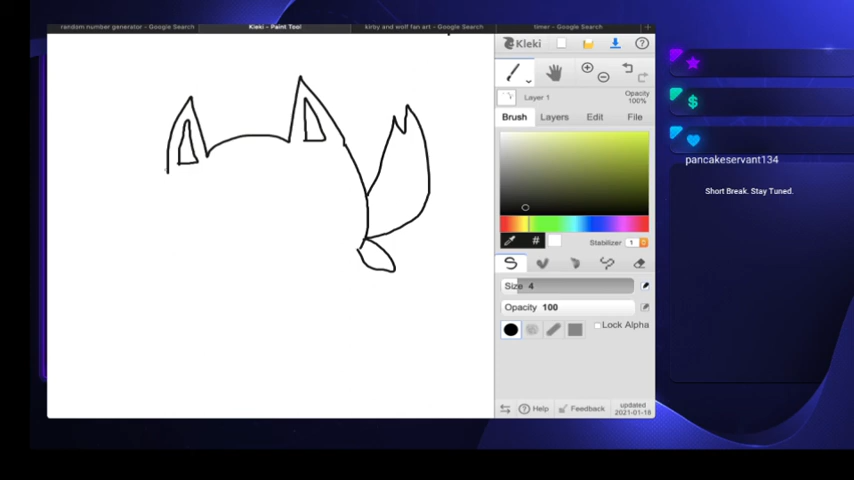 random number generator - Google Search
Kleki - Paint Tool
kirby and wolf fan art - Google Search
timer - Google Search
Kleki
Layer 1
Opacity
100%
Brush
Layers
Edit
File
#
Stabilizer
1
Size 4
Opacity 100
Lock Alpha
Help
Feedback
updated
2021-01-18
pancakeservant134
Short Break. Stay Tuned.